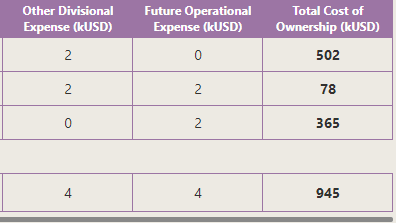 Other Divisional Expense (kUSD) Future Operational Expense (kUSD) Total Cost of Ownership (kUSD)
2 0 502
2 2 78
0 2 365
4 4 945